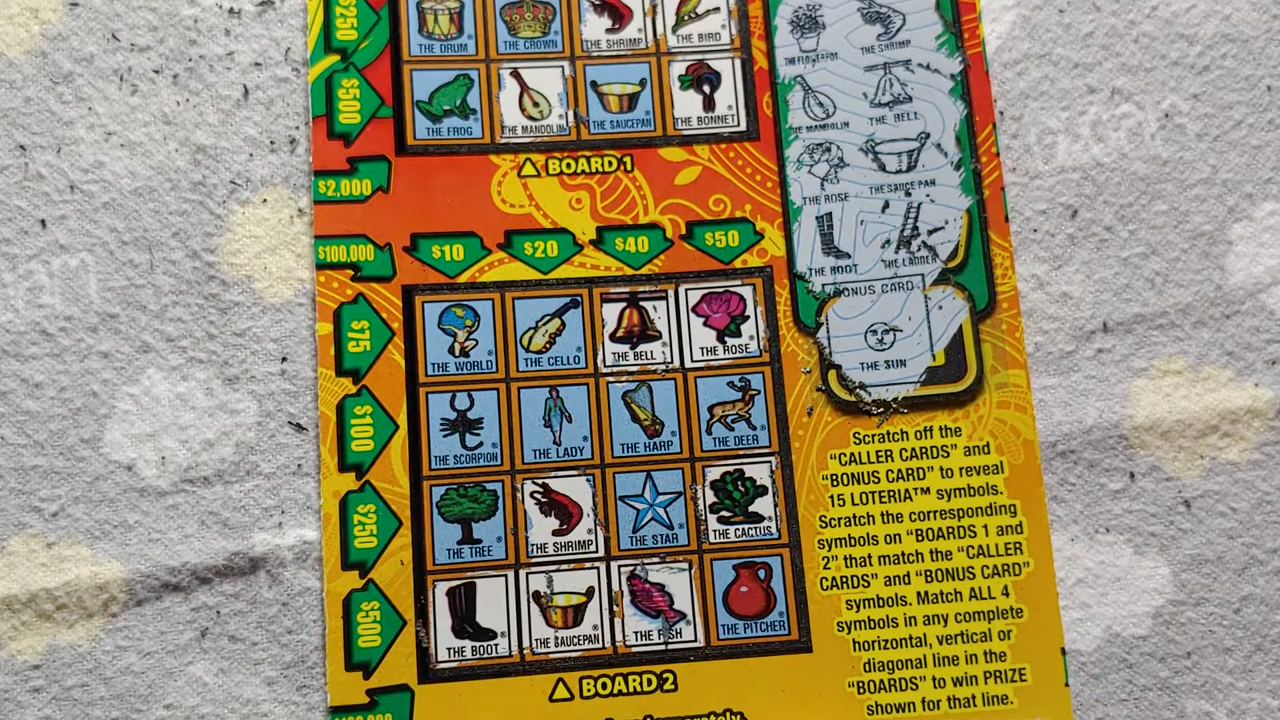 $250
THE DRUM
THE CROWN
THE SHRIMP
THE BIRD
$500
THE FROG
THE MANDOLIN
THE SAUCEPAN
THE BONNET
BOARD 1
$2,000
$100,000
$10
$20
$40
$50
$75
THE WORLD
THE CELLO
THE BELL
THE ROSE
$100
THE SCORPION
THE LADY
THE HARP
THE DEER
$250
THE TREE
THE SHRIMP
THE STAR
THE CACTUS
$500
THE BOOT
THE SAUCEPAN
THE FISH
THE PITCHER
BOARD 2
THE FLOWERPOT
THE SHRIMP
THE MANDOLIN
THE BELL
THE ROSE
THE SAUCEPAN
THE BOOT
THE LADDER
BONUS CARD
THE SUN
Scratch off the
"CALLER CARDS" and
"BONUS CARD" to reveal
15 LOTERIA™ symbols.
Scratch the corresponding
symbols on "BOARDS 1 and
2" that match the "CALLER
CARDS" and "BONUS CARD"
symbols. Match ALL 4
symbols in any complete
horizontal, vertical or
diagonal line in the
"BOARDS" to win PRIZE
shown for that line.